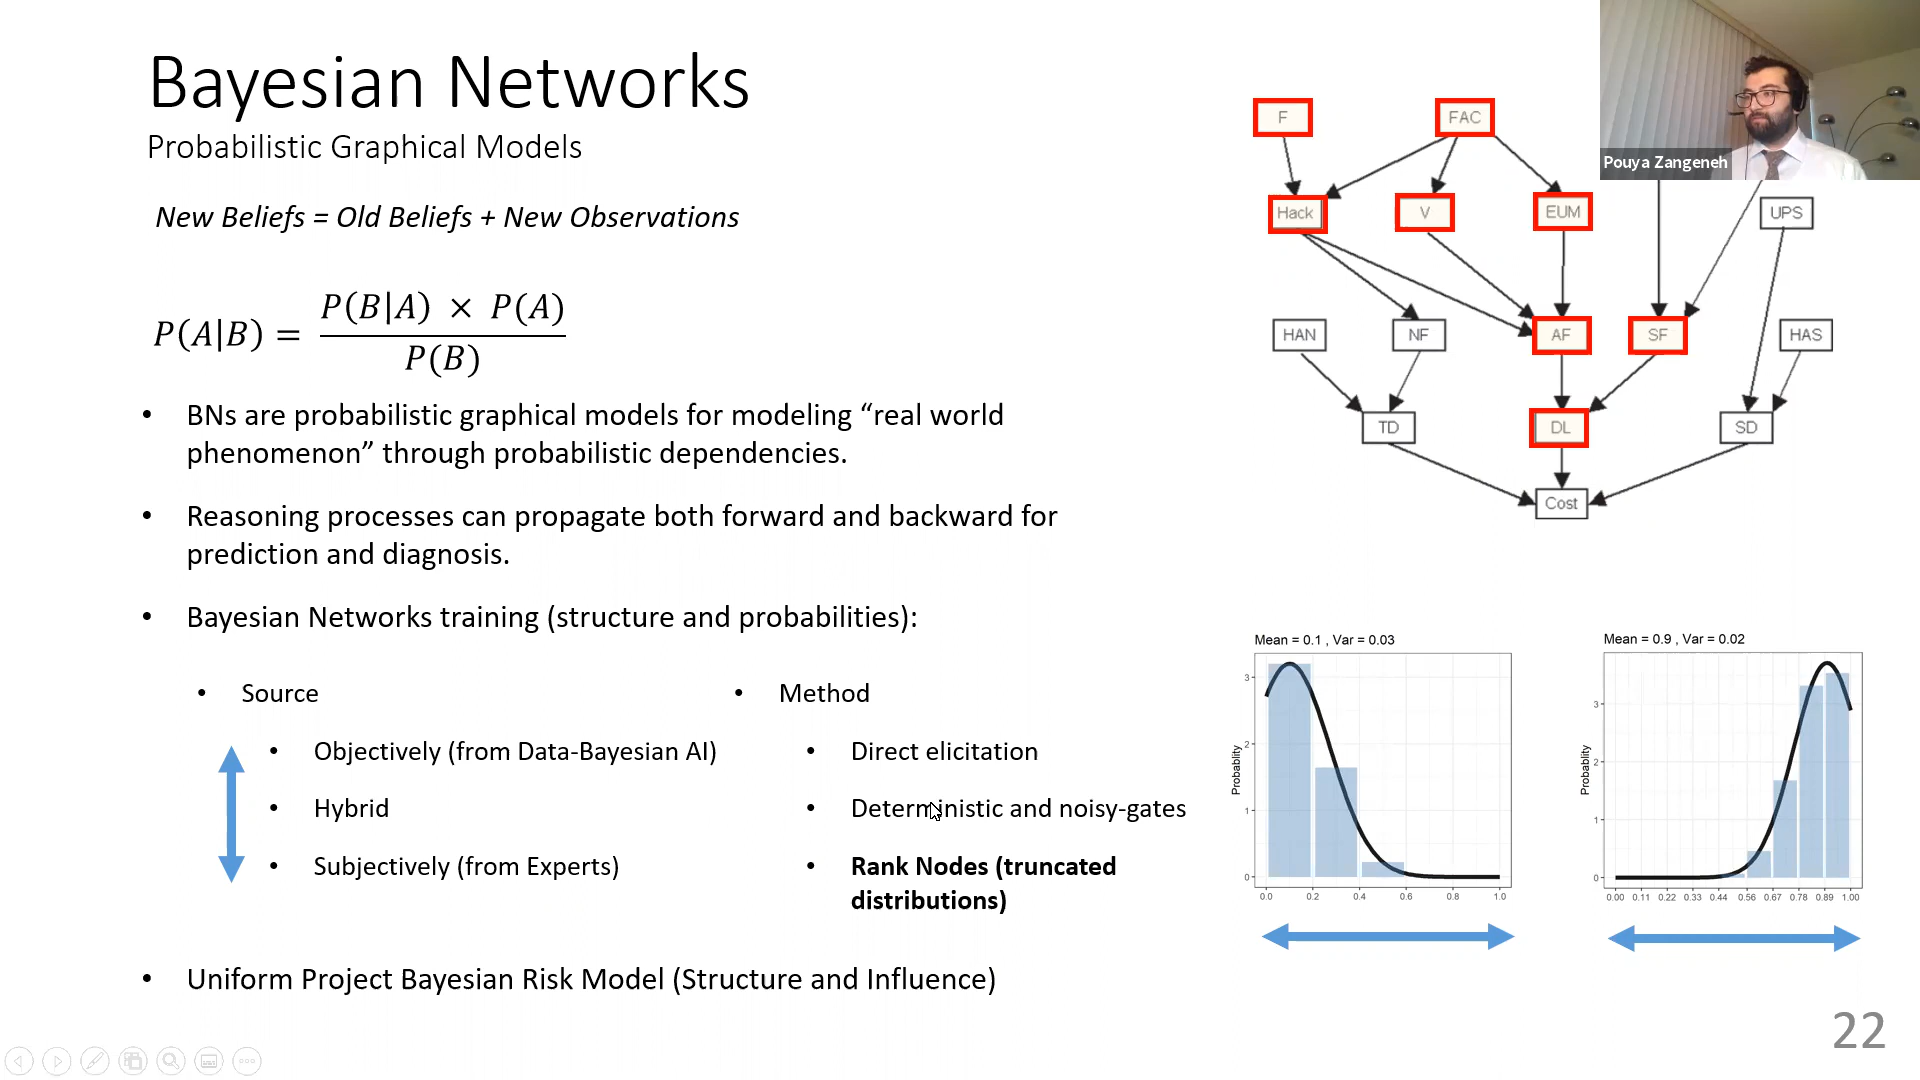 Bayesian Networks
Probabilistic Graphical Models
New Beliefs = Old Beliefs + New Observations
P(A|B) = P(B|A) × P(A)
P(B)
• BNs are probabilistic graphical models for modeling “real world
phenomenon” through probabilistic dependencies.
• Reasoning processes can propagate both forward and backward for
prediction and diagnosis.
• Bayesian Networks training (structure and probabilities):
• Source
• Objectively (from Data-Bayesian AI)
• Hybrid
• Subjectively (from Experts)
• Method
• Direct elicitation
• Deterministic and noisy-gates
• Rank Nodes (truncated
distributions)
• Uniform Project Bayesian Risk Model (Structure and Influence)
F FAC
Hack V EUM UPS
HAN NF AF SF HAS
TD DL SD
Cost
Pouya Zangeneh
Mean = 0.1 , Var = 0.03
Probability
3
2
1
0
0.0 0.2 0.4 0.6 0.8 1.0
Mean = 0.9 , Var = 0.02
Probability
3
2
1
0
0.00 0.11 0.22 0.33 0.44 0.56 0.67 0.78 0.89 1.00
22